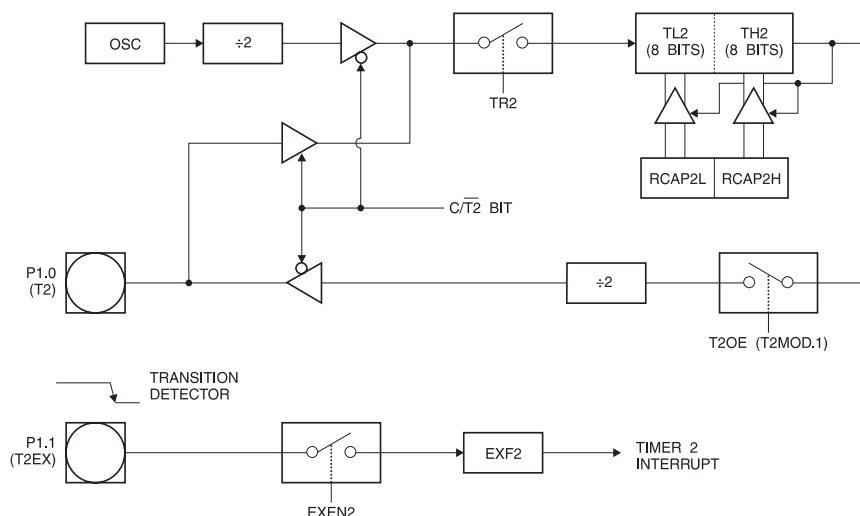 OSC
÷2
TR2
TL2
(8 BITS)
TH2
(8 BITS)
RCAP2L
RCAP2H
C/T2 BIT
P1.0
(T2)
÷2
T2OE (T2MOD.1)
TRANSITION
DETECTOR
P1.1
(T2EX)
EXEN2
EXF2
TIMER 2
INTERRUPT